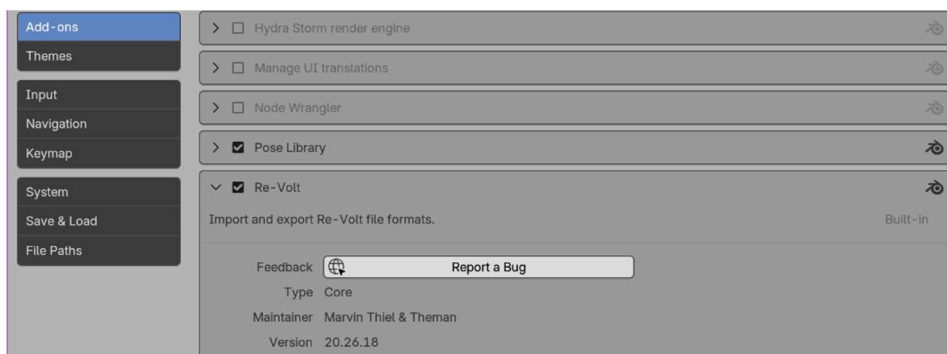 Add-ons
Themes
Input
Navigation
Keymap
System
Save & Load
File Paths
Hydra Storm render engine
Manage UI translations
Node Wrangler
Pose Library
Re-Volt
Import and export Re-Volt file formats.
Built-in
Feedback
Report a Bug
Type Core
Maintainer Marvin Thiel & Theman
Version 20.26.18